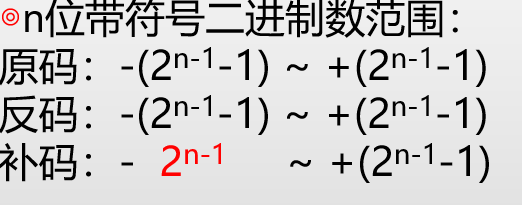 ◎n位带符号二进制数范围：
原码：-(2ⁿ⁻¹-1) ~ +(2ⁿ⁻¹-1)
反码：-(2ⁿ⁻¹-1) ~ +(2ⁿ⁻¹-1)
补码：- 2ⁿ⁻¹ ~ +(2ⁿ⁻¹-1)